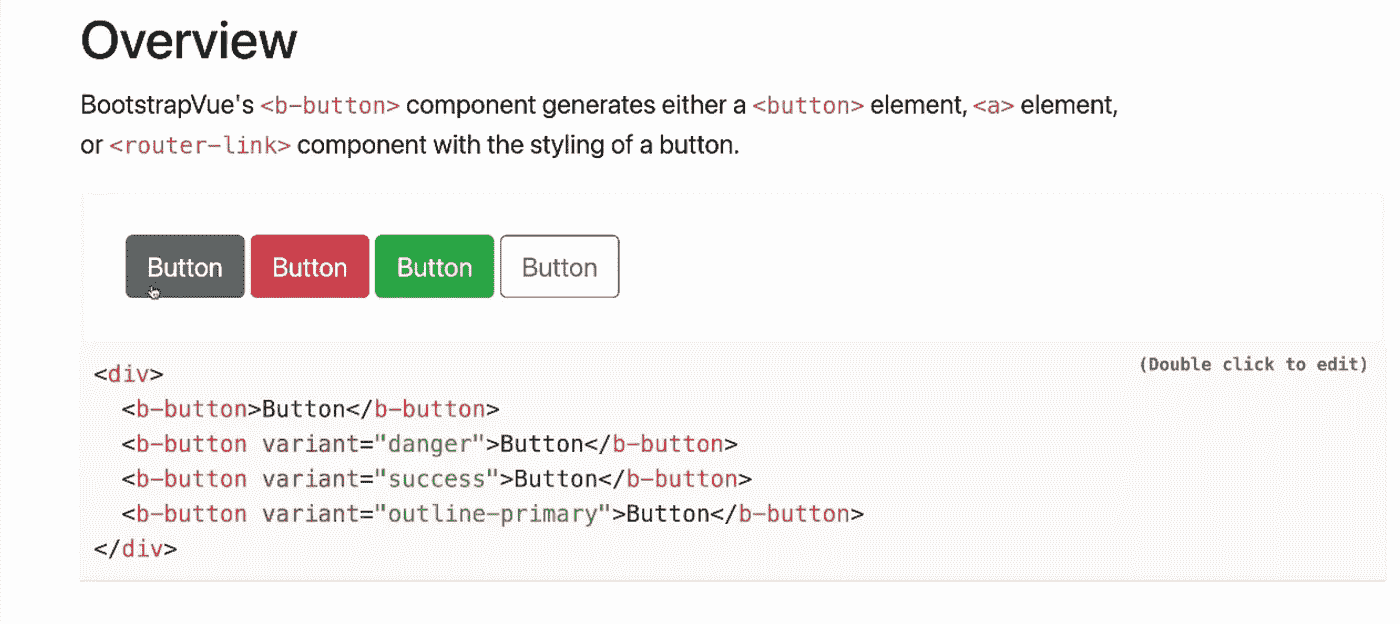 Overview
BootstrapVue's <b-button> component generates either a <button> element, <a> element,
or <router-link> component with the styling of a button.
Button Button Button Button
(Double click to edit)
<div>
  <b-button>Button</b-button>
  <b-button variant="danger">Button</b-button>
  <b-button variant="success">Button</b-button>
  <b-button variant="outline-primary">Button</b-button>
</div>